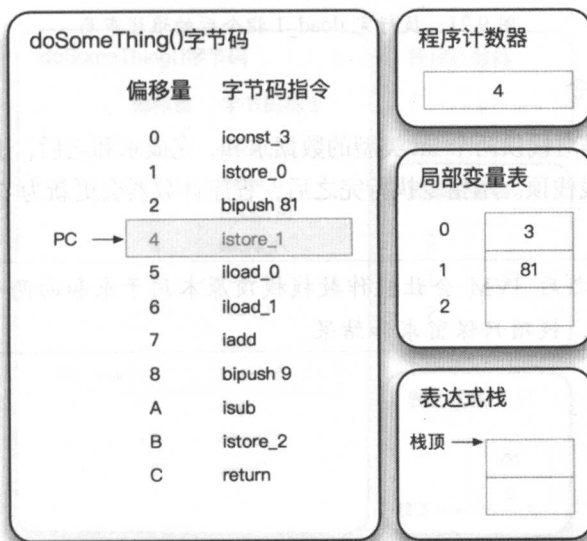 doSomeThing()字节码
偏移量 字节码指令
0 iconst_3
1 istore_0
2 bipush 81
PC 4 istore_1
5 iload_0
6 iload_1
7 iadd
8 bipush 9
A isub
B istore_2
C return
程序计数器
4
局部变量表
0 3
1 81
2
表达式栈
栈顶